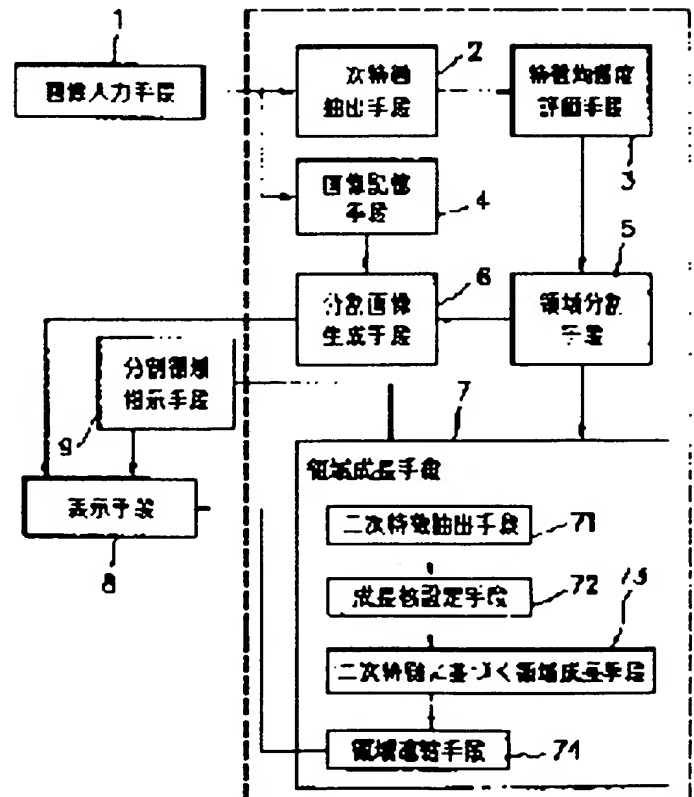 1
画像入力手段
次特徴
抽出手段
2
特徴均質度
評価手段
3
画像記憶
手段
4
5
分割画像
生成手段
6
領域分割
手段
分割領域
指示手段
9
7
領域成長手段
表示手段
8
二次特徴抽出手段
71
成長核設定手段
72
73
二次特徴に基づく領域成長手段
領域連結手段
74